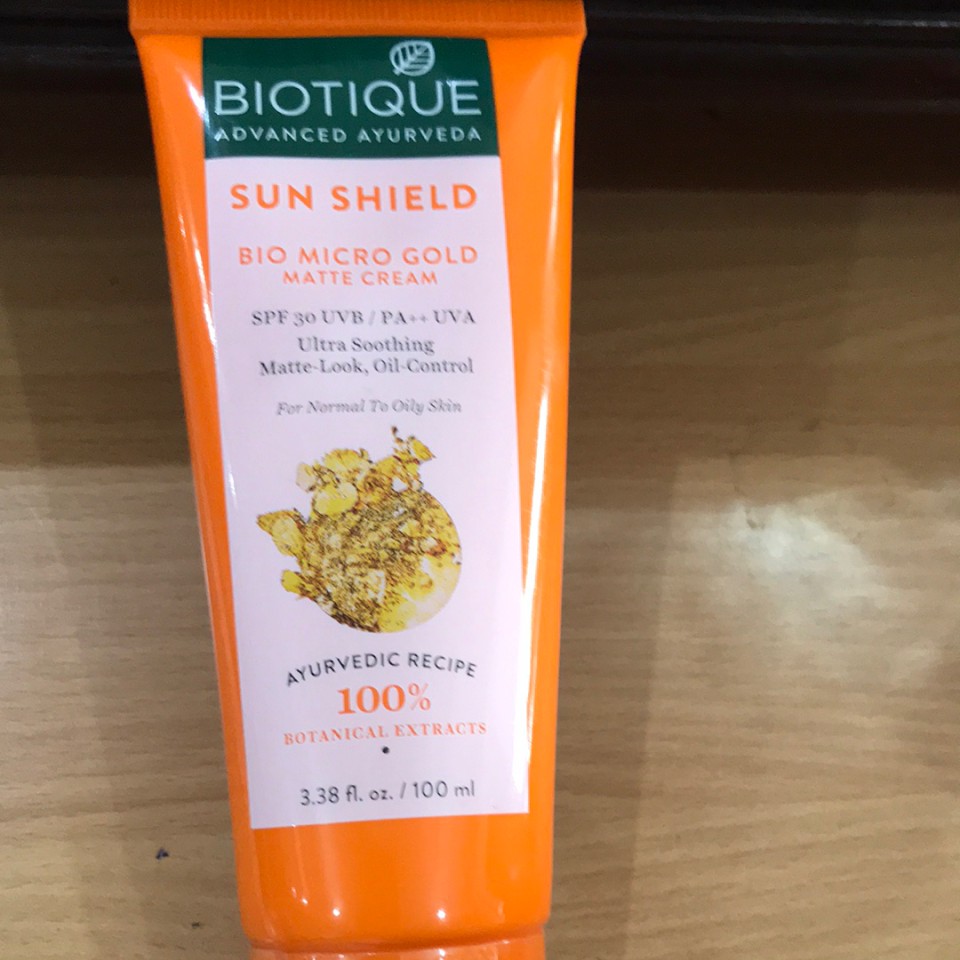 BIOTIQUE
ADVANCED AYURVEDA
SUN SHIELD
BIO MICRO GOLD
MATTE CREAM
SPF 30 UVB / PA++ UVA
Ultra Soothing
Matte-Look, Oil-Control
For Normal To Oily Skin
AYURVEDIC RECIPE
100%
BOTANICAL EXTRACTS
3.38 fl. oz. / 100 ml